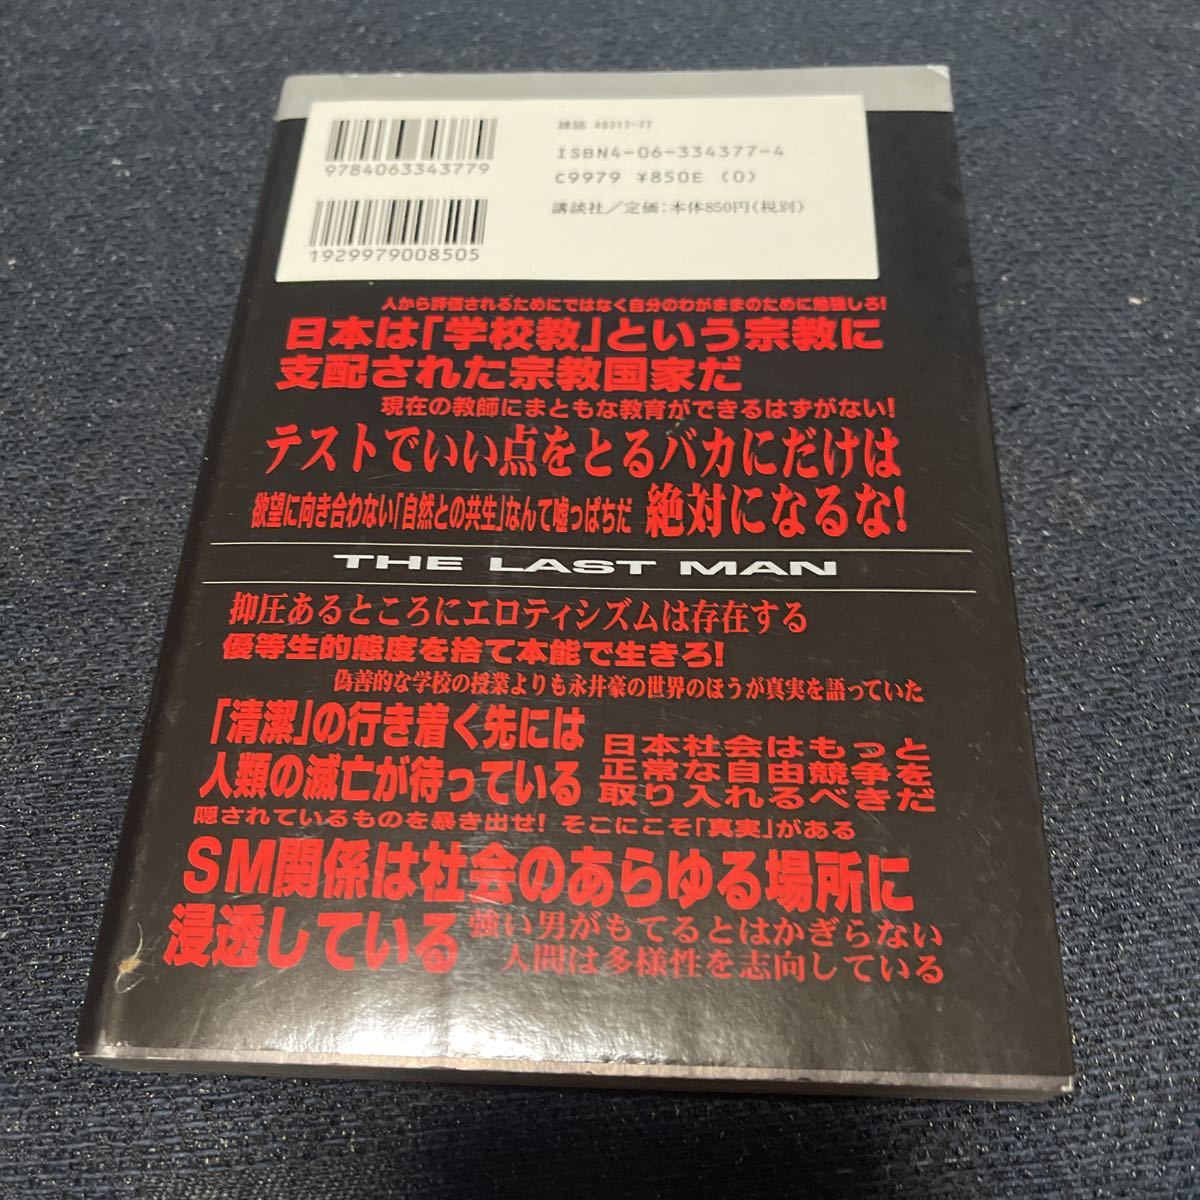 雑誌 46317-77
ISBN4-06-334377-4
C9979 ¥850E (0)
講談社／定価：本体850円(税別)
9784063343779
1929979008505
人から評価されるためにではなく自分のわがままのために勉強しろ！
日本は「学校教」という宗教に
支配された宗教国家だ
現在の教師にまともな教育ができるはずがない！
テストでいい点をとるバカにだけは
絶対になるな！
欲望に向き合わない「自然との共生」なんて嘘っぱちだ
THE LAST MAN
抑圧あるところにエロティシズムは存在する
優等生的態度を捨て本能で生きろ！
偽善的な学校の授業よりも永井豪の世界のほうが真実を語っていた
「清潔」の行き着く先には
人類の滅亡が待っている
日本社会はもっと
正常な自由競争を
取り入れるべきだ
隠されているものを暴き出せ！ そこにこそ「真実」がある
SM関係は社会のあらゆる場所に
浸透している
強い男がもてるとはかぎらない
人間は多様性を志向している